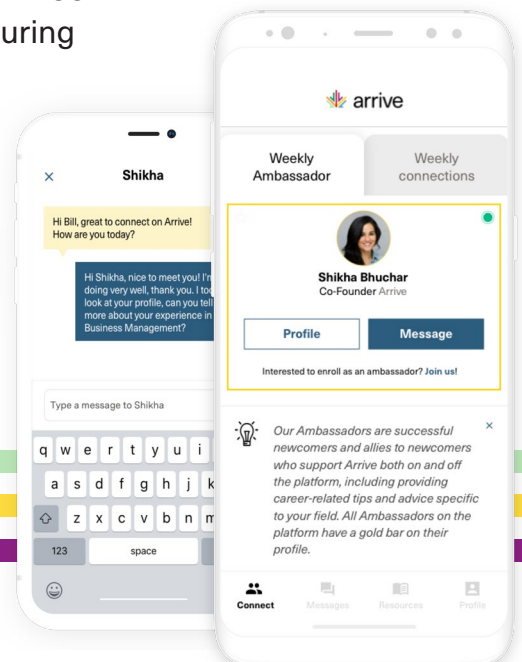 uring
Shikha
Hi Bill, great to connect on Arrive!
How are you today?
Hi Shikha, nice to meet you! I'm
doing very well, thank you. I
look at your profile, can you tell
more about your experience in
Business Management?
Type a message to Shikha
q w e r t y u i
a s d f g h j k
z x c v b n m
123 space
arrive
Weekly
Ambassador
Weekly
connections
Shikha Bhuchar
Co-Founder Arrive
Profile
Message
Interested to enroll as an ambassador? Join us!
Our Ambassadors are successful
newcomers and allies to newcomers
who support Arrive both on and off
the platform, including providing
career-related tips and advice specific
to your field. All Ambassadors on the
platform have a gold bar on their
profile.
Connect Messages Resources Profile